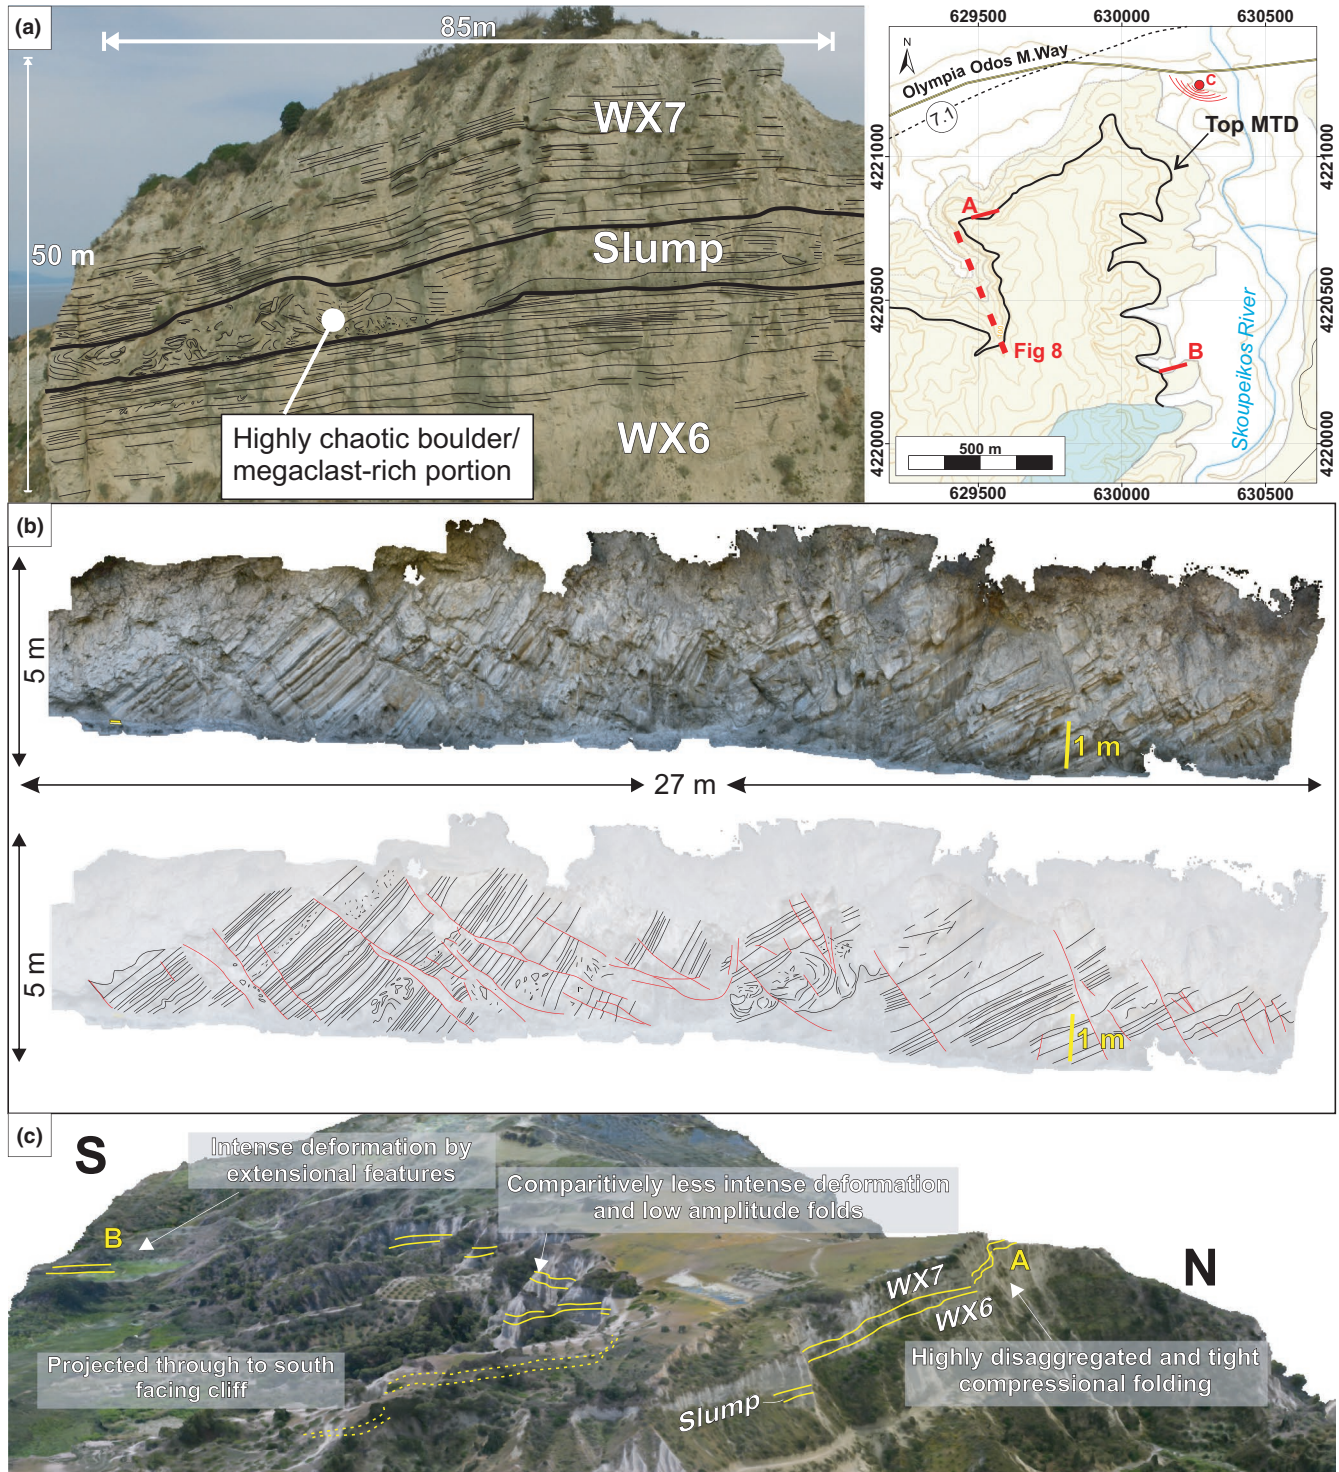 (a)
85m
50 m
WX7
Slump
WX6
Highly chaotic boulder/
megaclast-rich portion
629500
630000
630500
N
Olympia Odos M.Way
7.1
C
Top MTD
A
Fig 8
B
Skoupeikos River
500 m
4221000
4220500
4220000
4221000
4220500
4220000
629500
630000
630500
(b)
5 m
1 m
27 m
5 m
1 m
(c)
S
Intense deformation by
extensional features
Comparitively less intense deformation
and low amplitude folds
B
A
N
WX7
WX6
Projected through to south
facing cliff
Slump
Highly disaggregated and tight
compressional folding